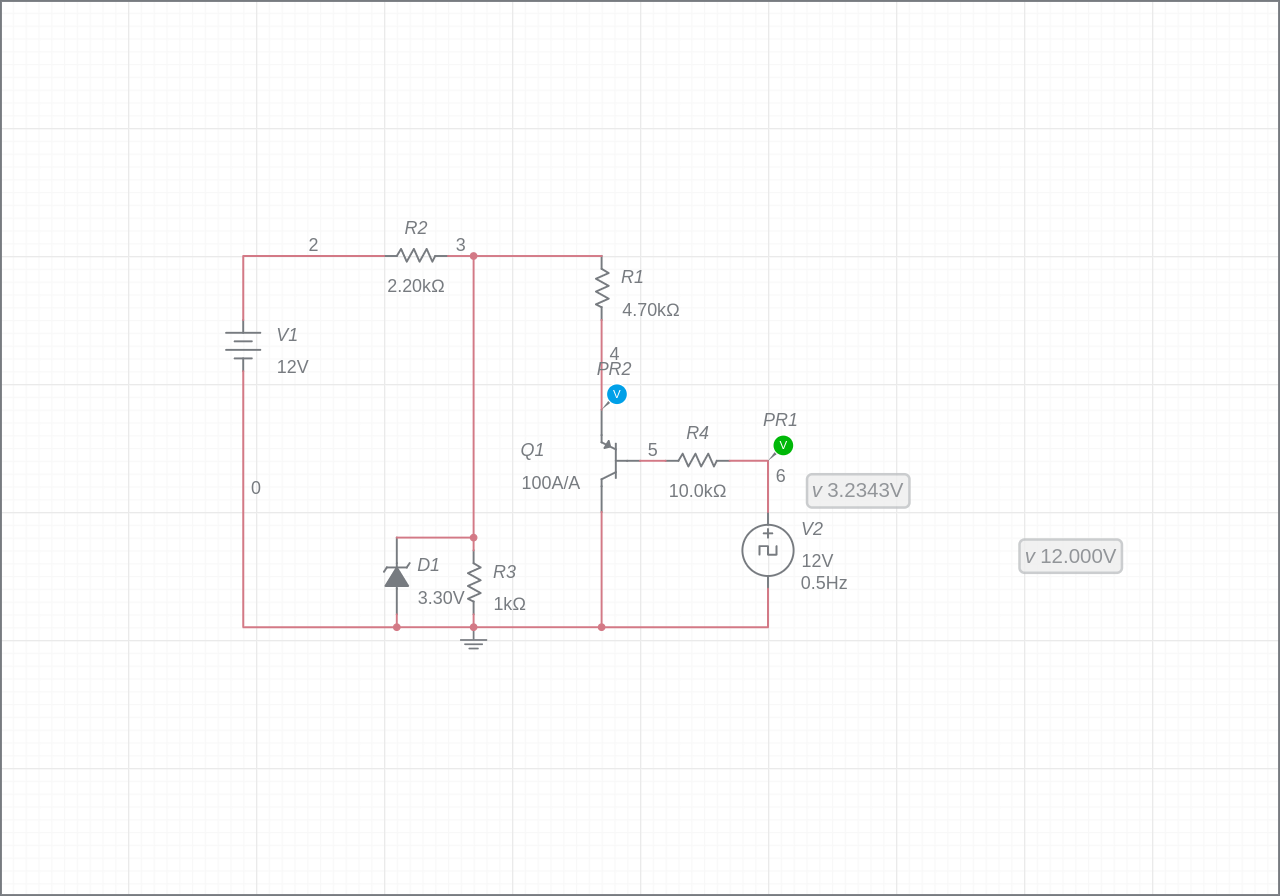 R2
2
3
2.20kΩ
R1
4.70kΩ
V1
12V
4
PR2
V
PR1
V
R4
Q1
5
100A/A
10.0kΩ
6
v 3.2343V
0
V2
12V
0.5Hz
v 12.000V
D1
3.30V
R3
1kΩ